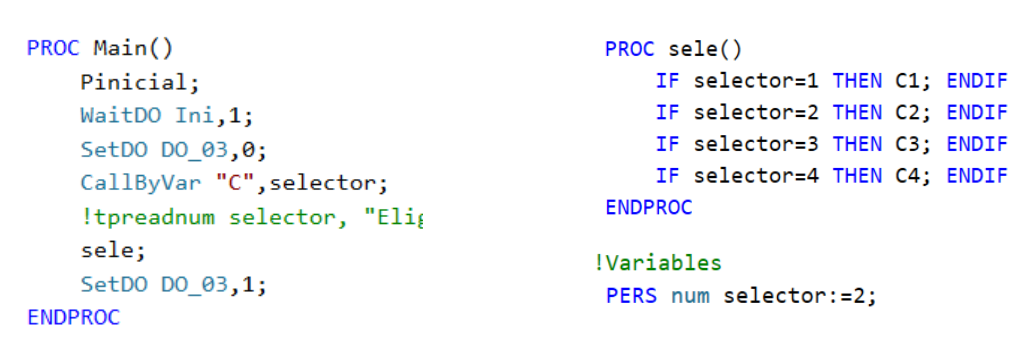 PROC Main()
Pinicial;
WaitDO Ini,1;
SetDO DO_03,0;
CallByVar "C",selector;
!tpreadnum selector, "Elig
sele;
SetDO DO_03,1;
ENDPROC
PROC sele()
IF selector=1 THEN C1; ENDIF
IF selector=2 THEN C2; ENDIF
IF selector=3 THEN C3; ENDIF
IF selector=4 THEN C4; ENDIF
ENDPROC
!Variables
PERS num selector:=2;